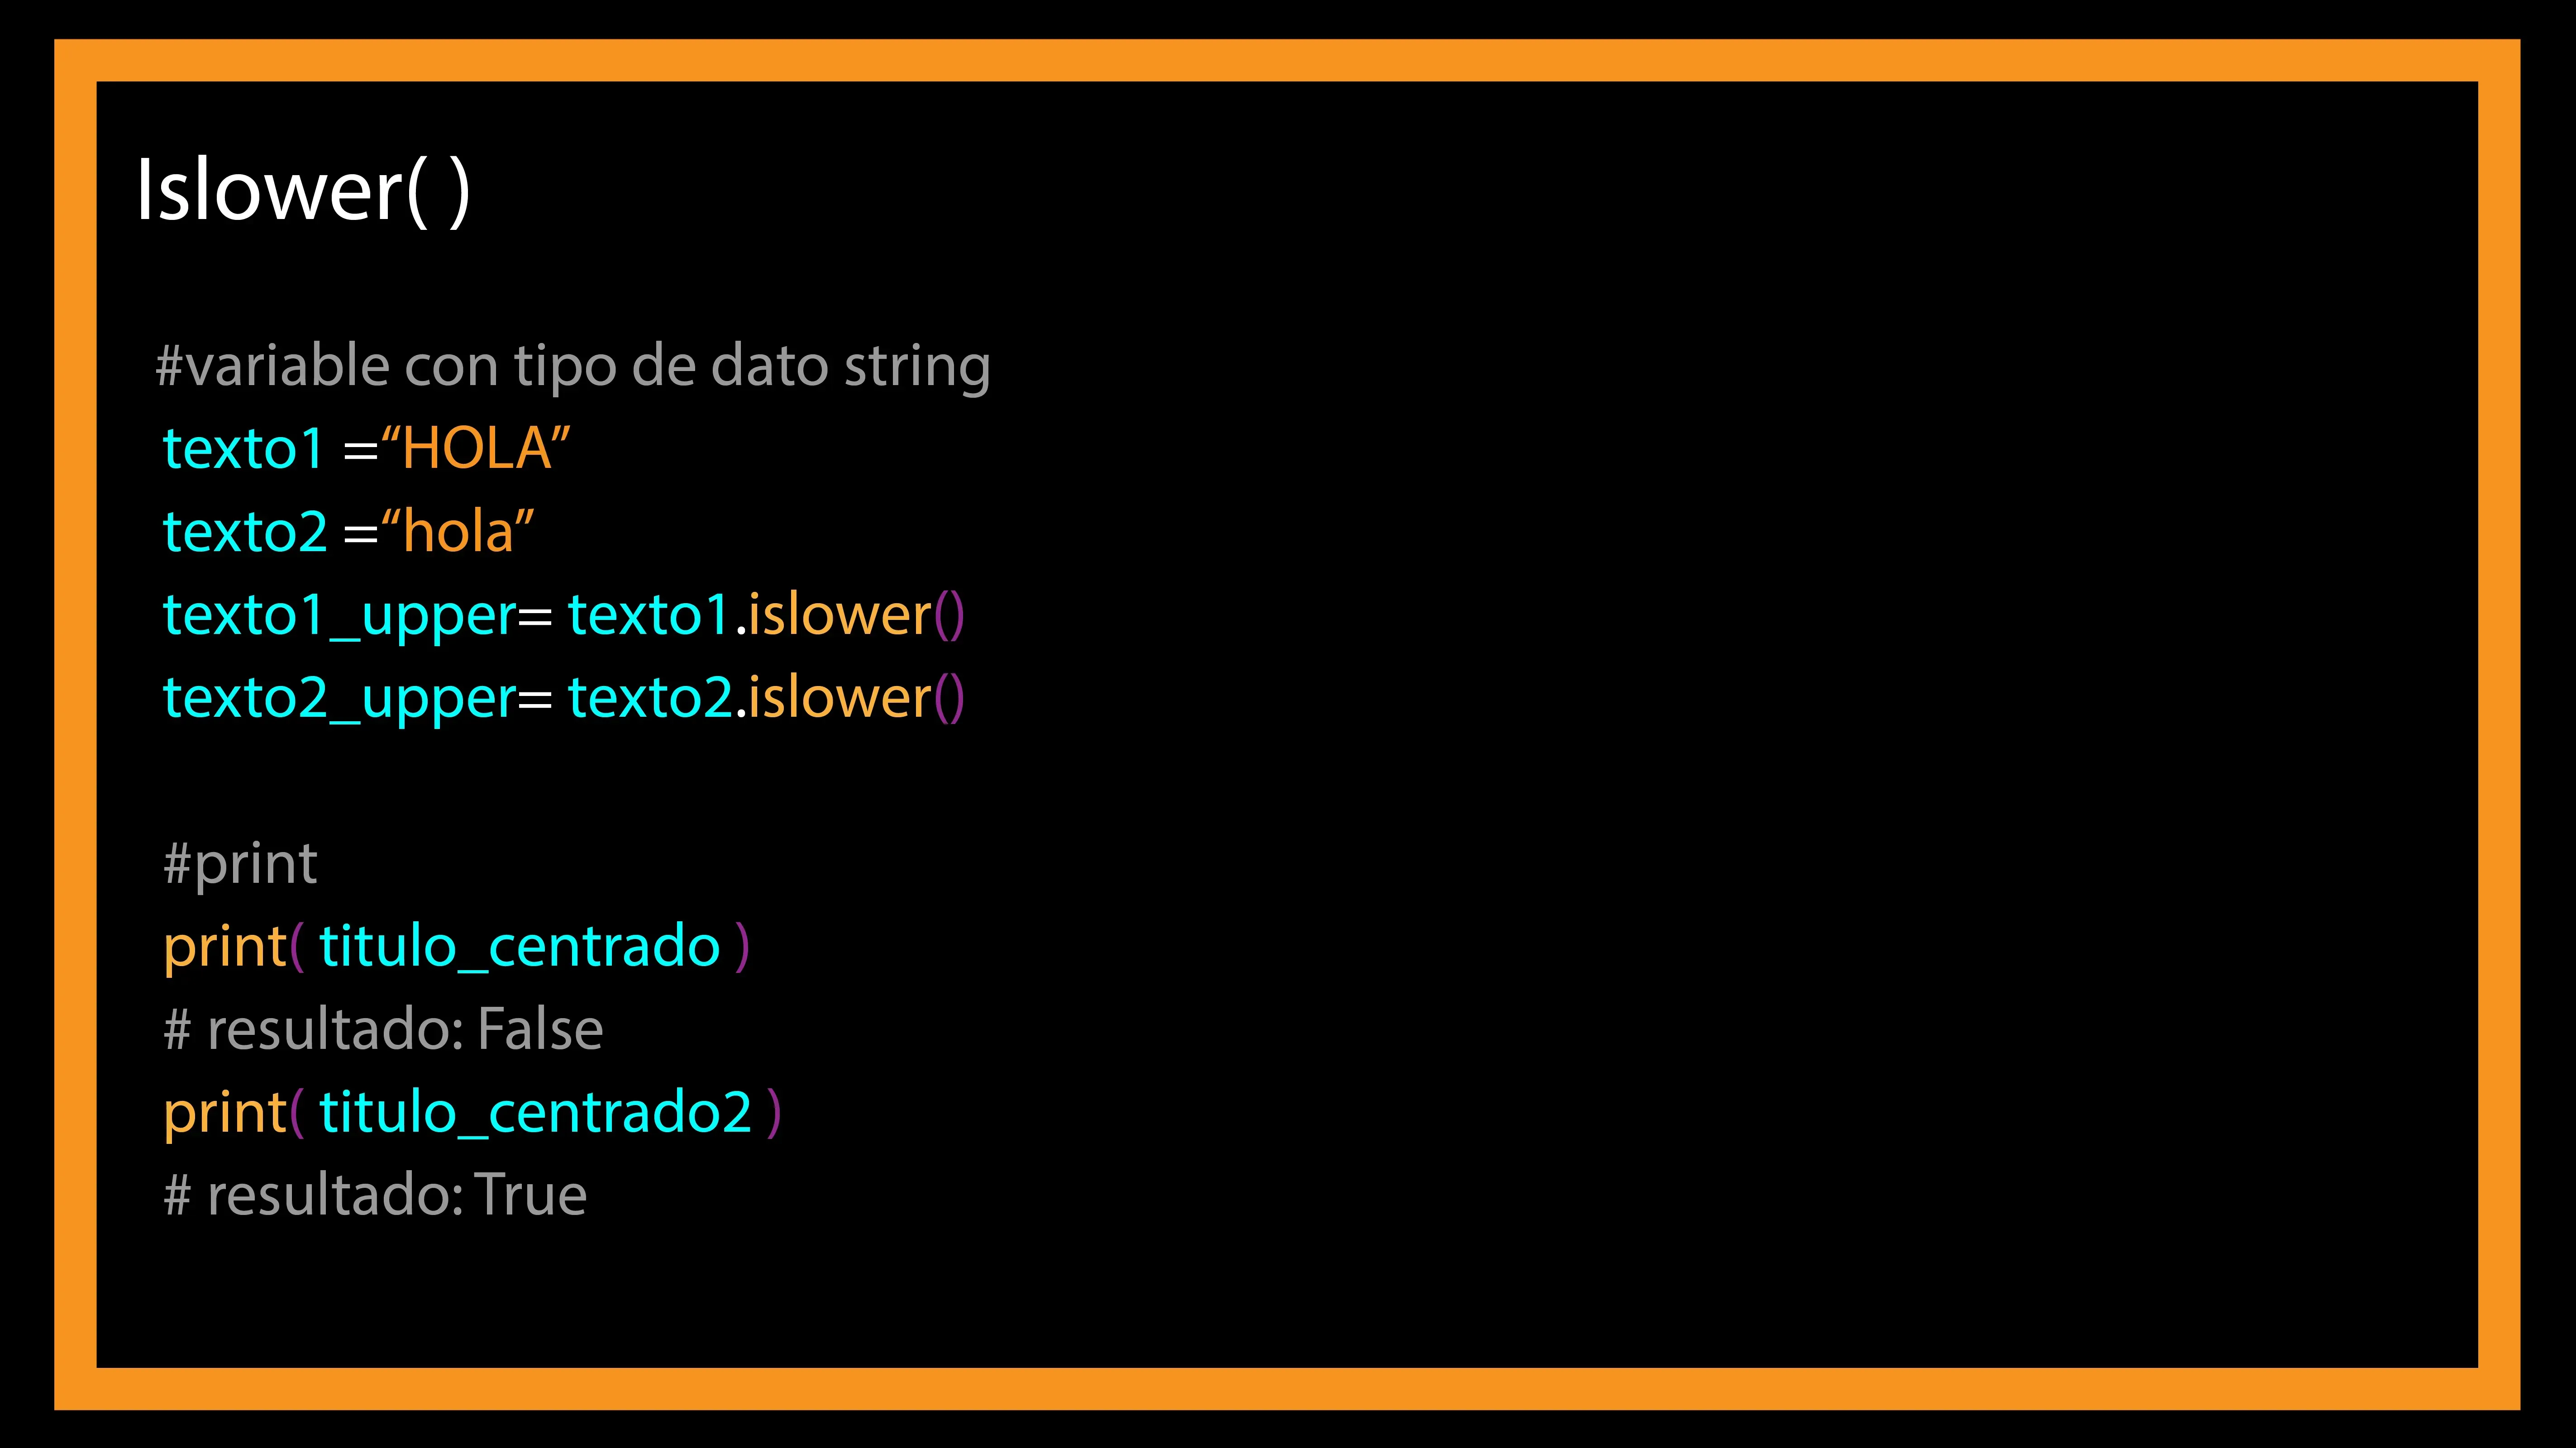 Islower( )
#variable con tipo de dato string
texto1 =“HOLA”
texto2 =“hola”
texto1_upper= texto1.islower()
texto2_upper= texto2.islower()
#print
print( titulo_centrado )
# resultado: False
print( titulo_centrado2 )
# resultado: True